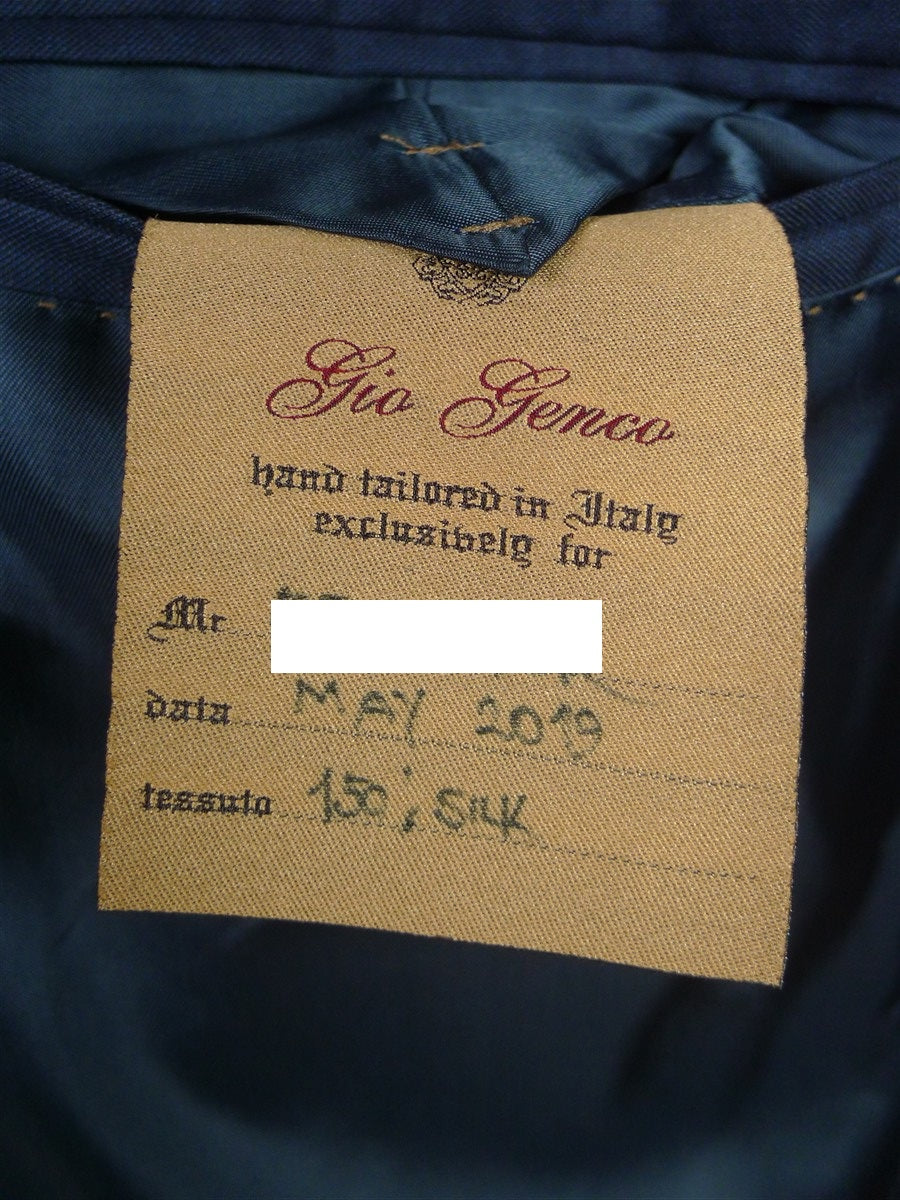 Gio Genco
hand tailored in Italy
exclusively for
Mr
data MAY 2019
tessuto 150', SILK